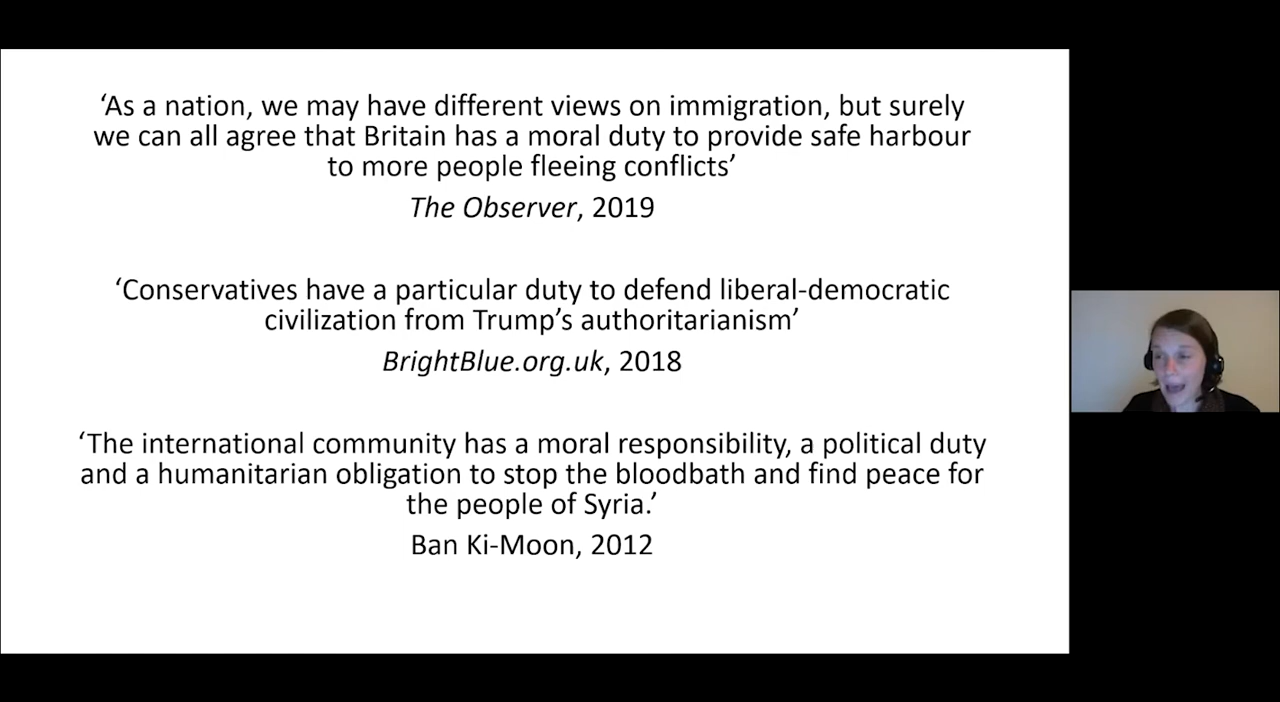 ‘As a nation, we may have different views on immigration, but surely
we can all agree that Britain has a moral duty to provide safe harbour
to more people fleeing conflicts’
The Observer, 2019
‘Conservatives have a particular duty to defend liberal-democratic
civilization from Trump’s authoritarianism’
BrightBlue.org.uk, 2018
‘The international community has a moral responsibility, a political duty
and a humanitarian obligation to stop the bloodbath and find peace for
the people of Syria.’
Ban Ki-Moon, 2012